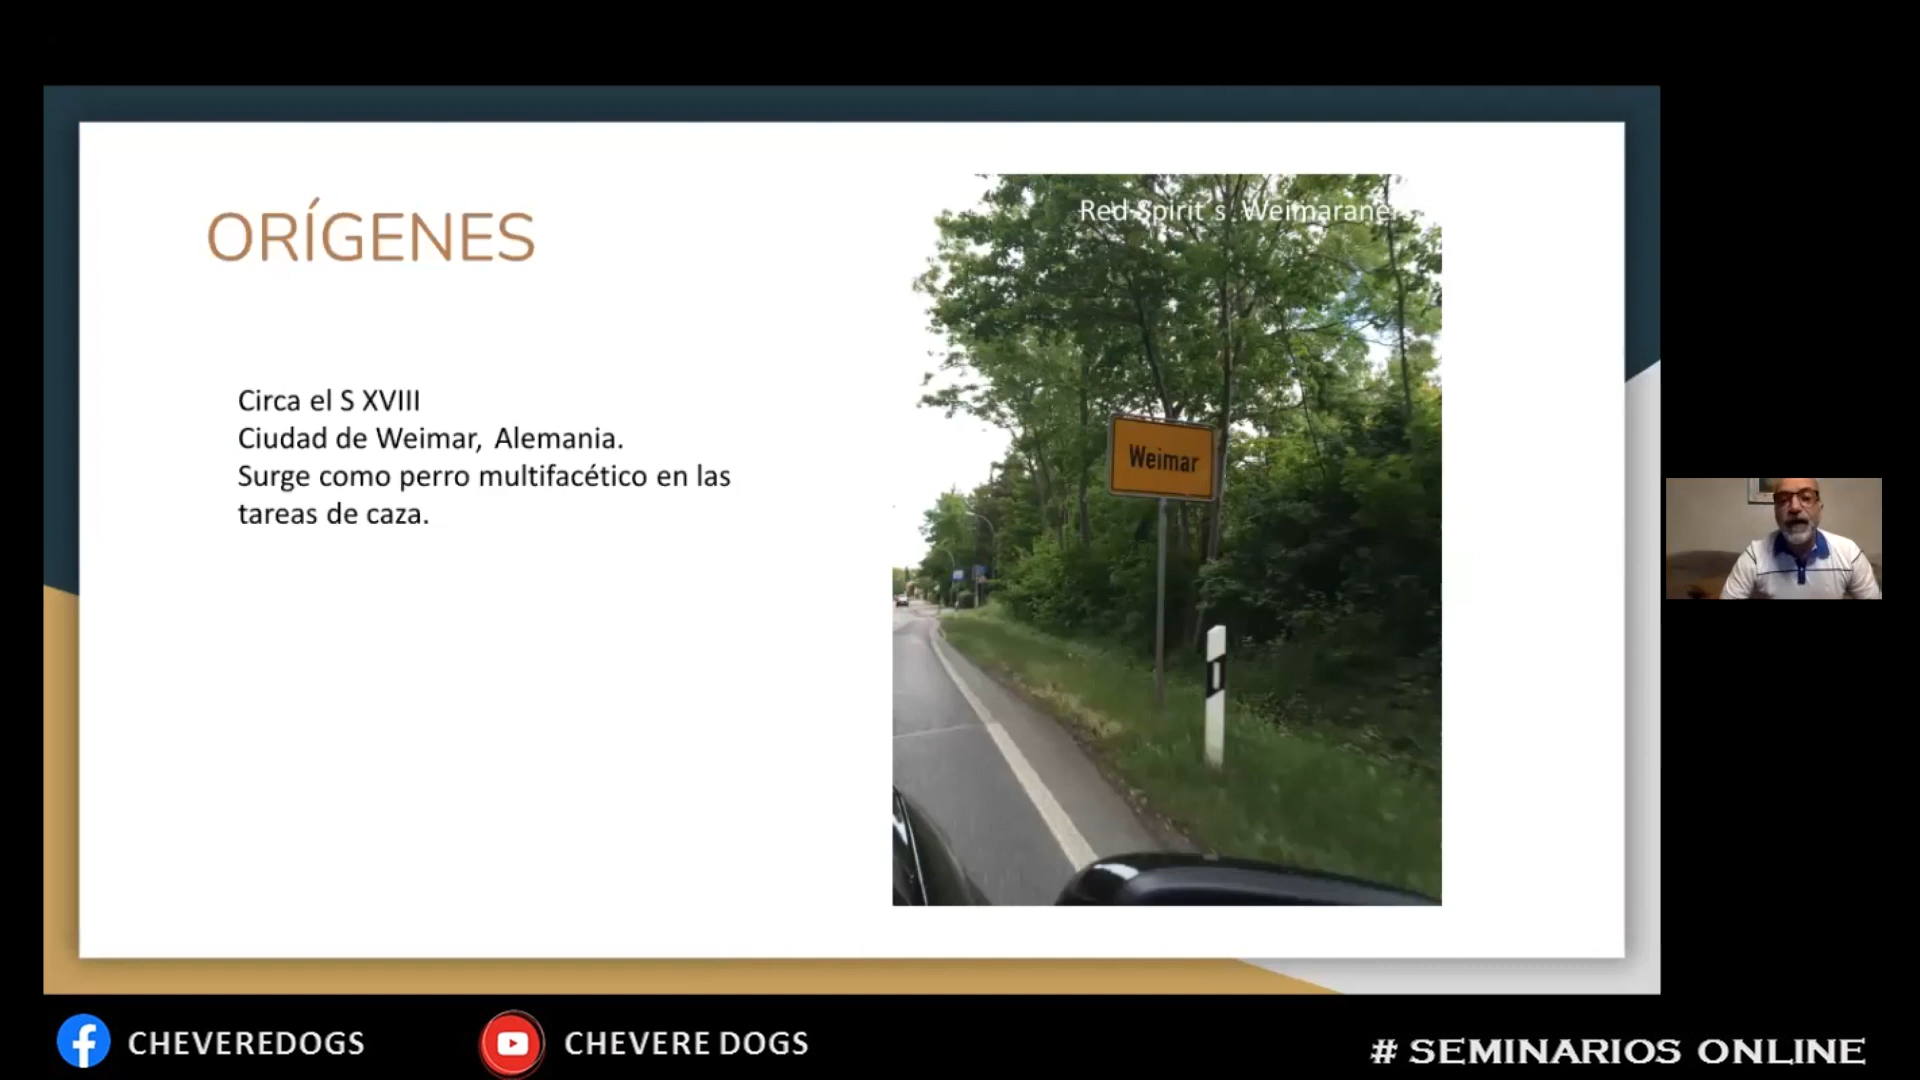 ORÍGENES
Circa el S XVIII
Ciudad de Weimar, Alemania.
Surge como perro multifacético en las
tareas de caza.
Red Spirit´s Weimaraner
Weimar
CHEVEREDOGS
CHEVERE DOGS
# SEMINARIOS ONLINE